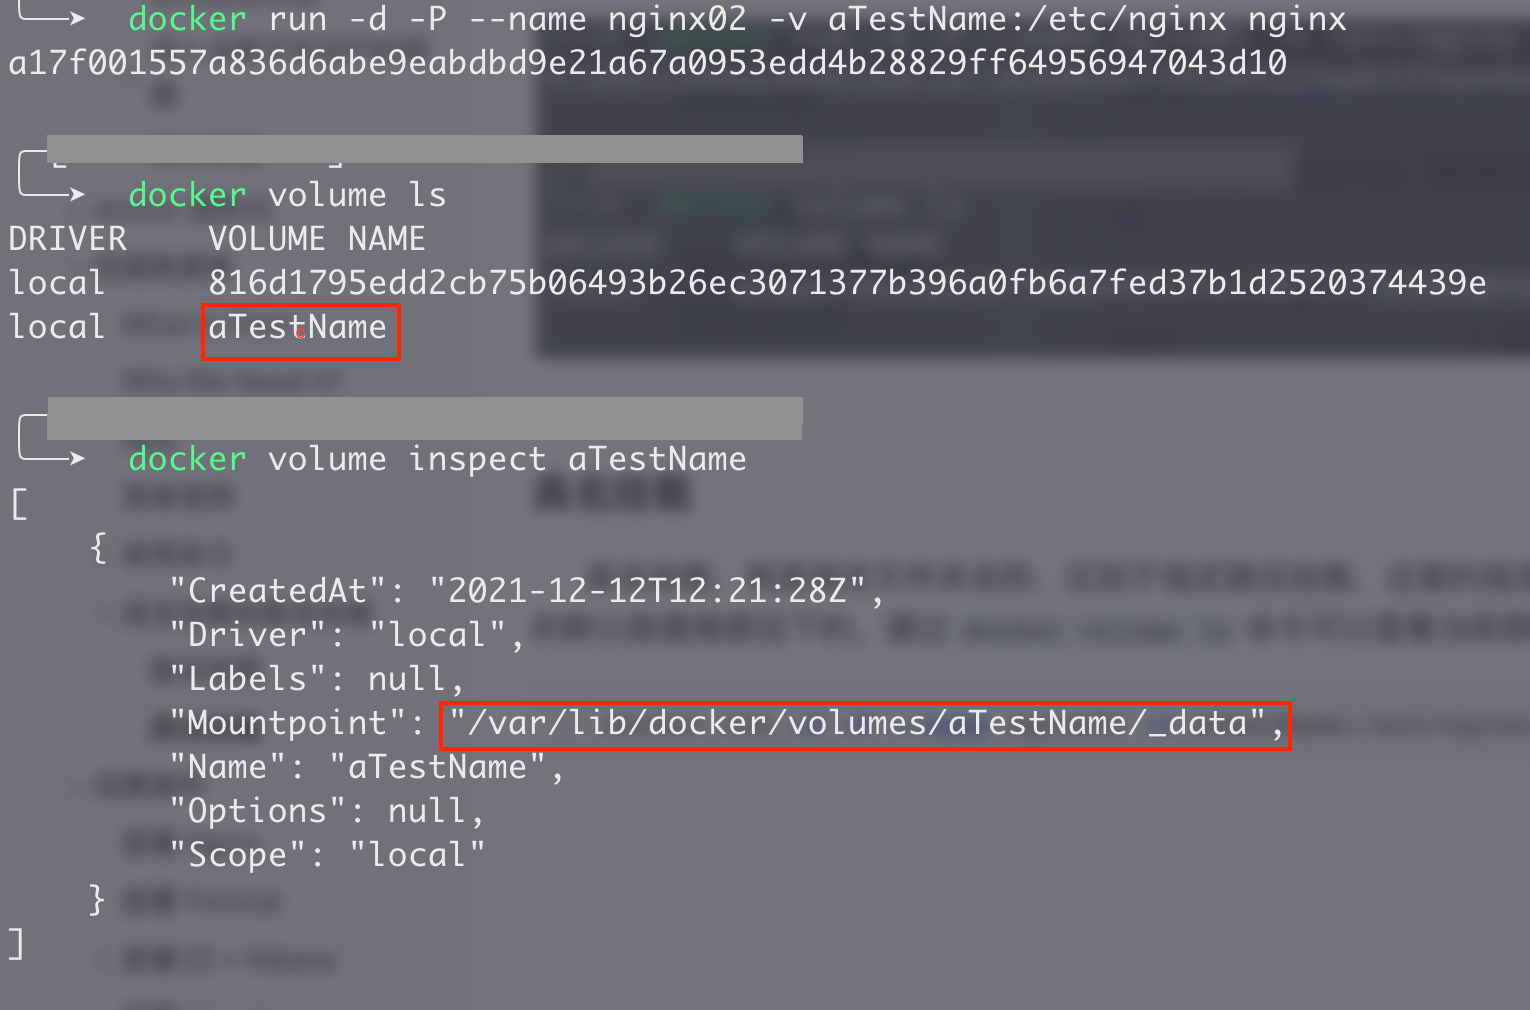 docker run -d -P --name nginx02 -v aTestName:/etc/nginx nginx
a17f001557a836d6abe9eabdbd9e21a67a0953edd4b28829ff64956947043d10
docker volume ls
DRIVER    VOLUME NAME
local     816d1795edd2cb75b06493b26ec3071377b396a0fb6a7fed37b1d2520374439e
local     aTestName
docker volume inspect aTestName
[
    {
        "CreatedAt": "2021-12-12T12:21:28Z",
        "Driver": "local",
        "Labels": null,
        "Mountpoint": "/var/lib/docker/volumes/aTestName/_data",
        "Name": "aTestName",
        "Options": null,
        "Scope": "local"
    }
]